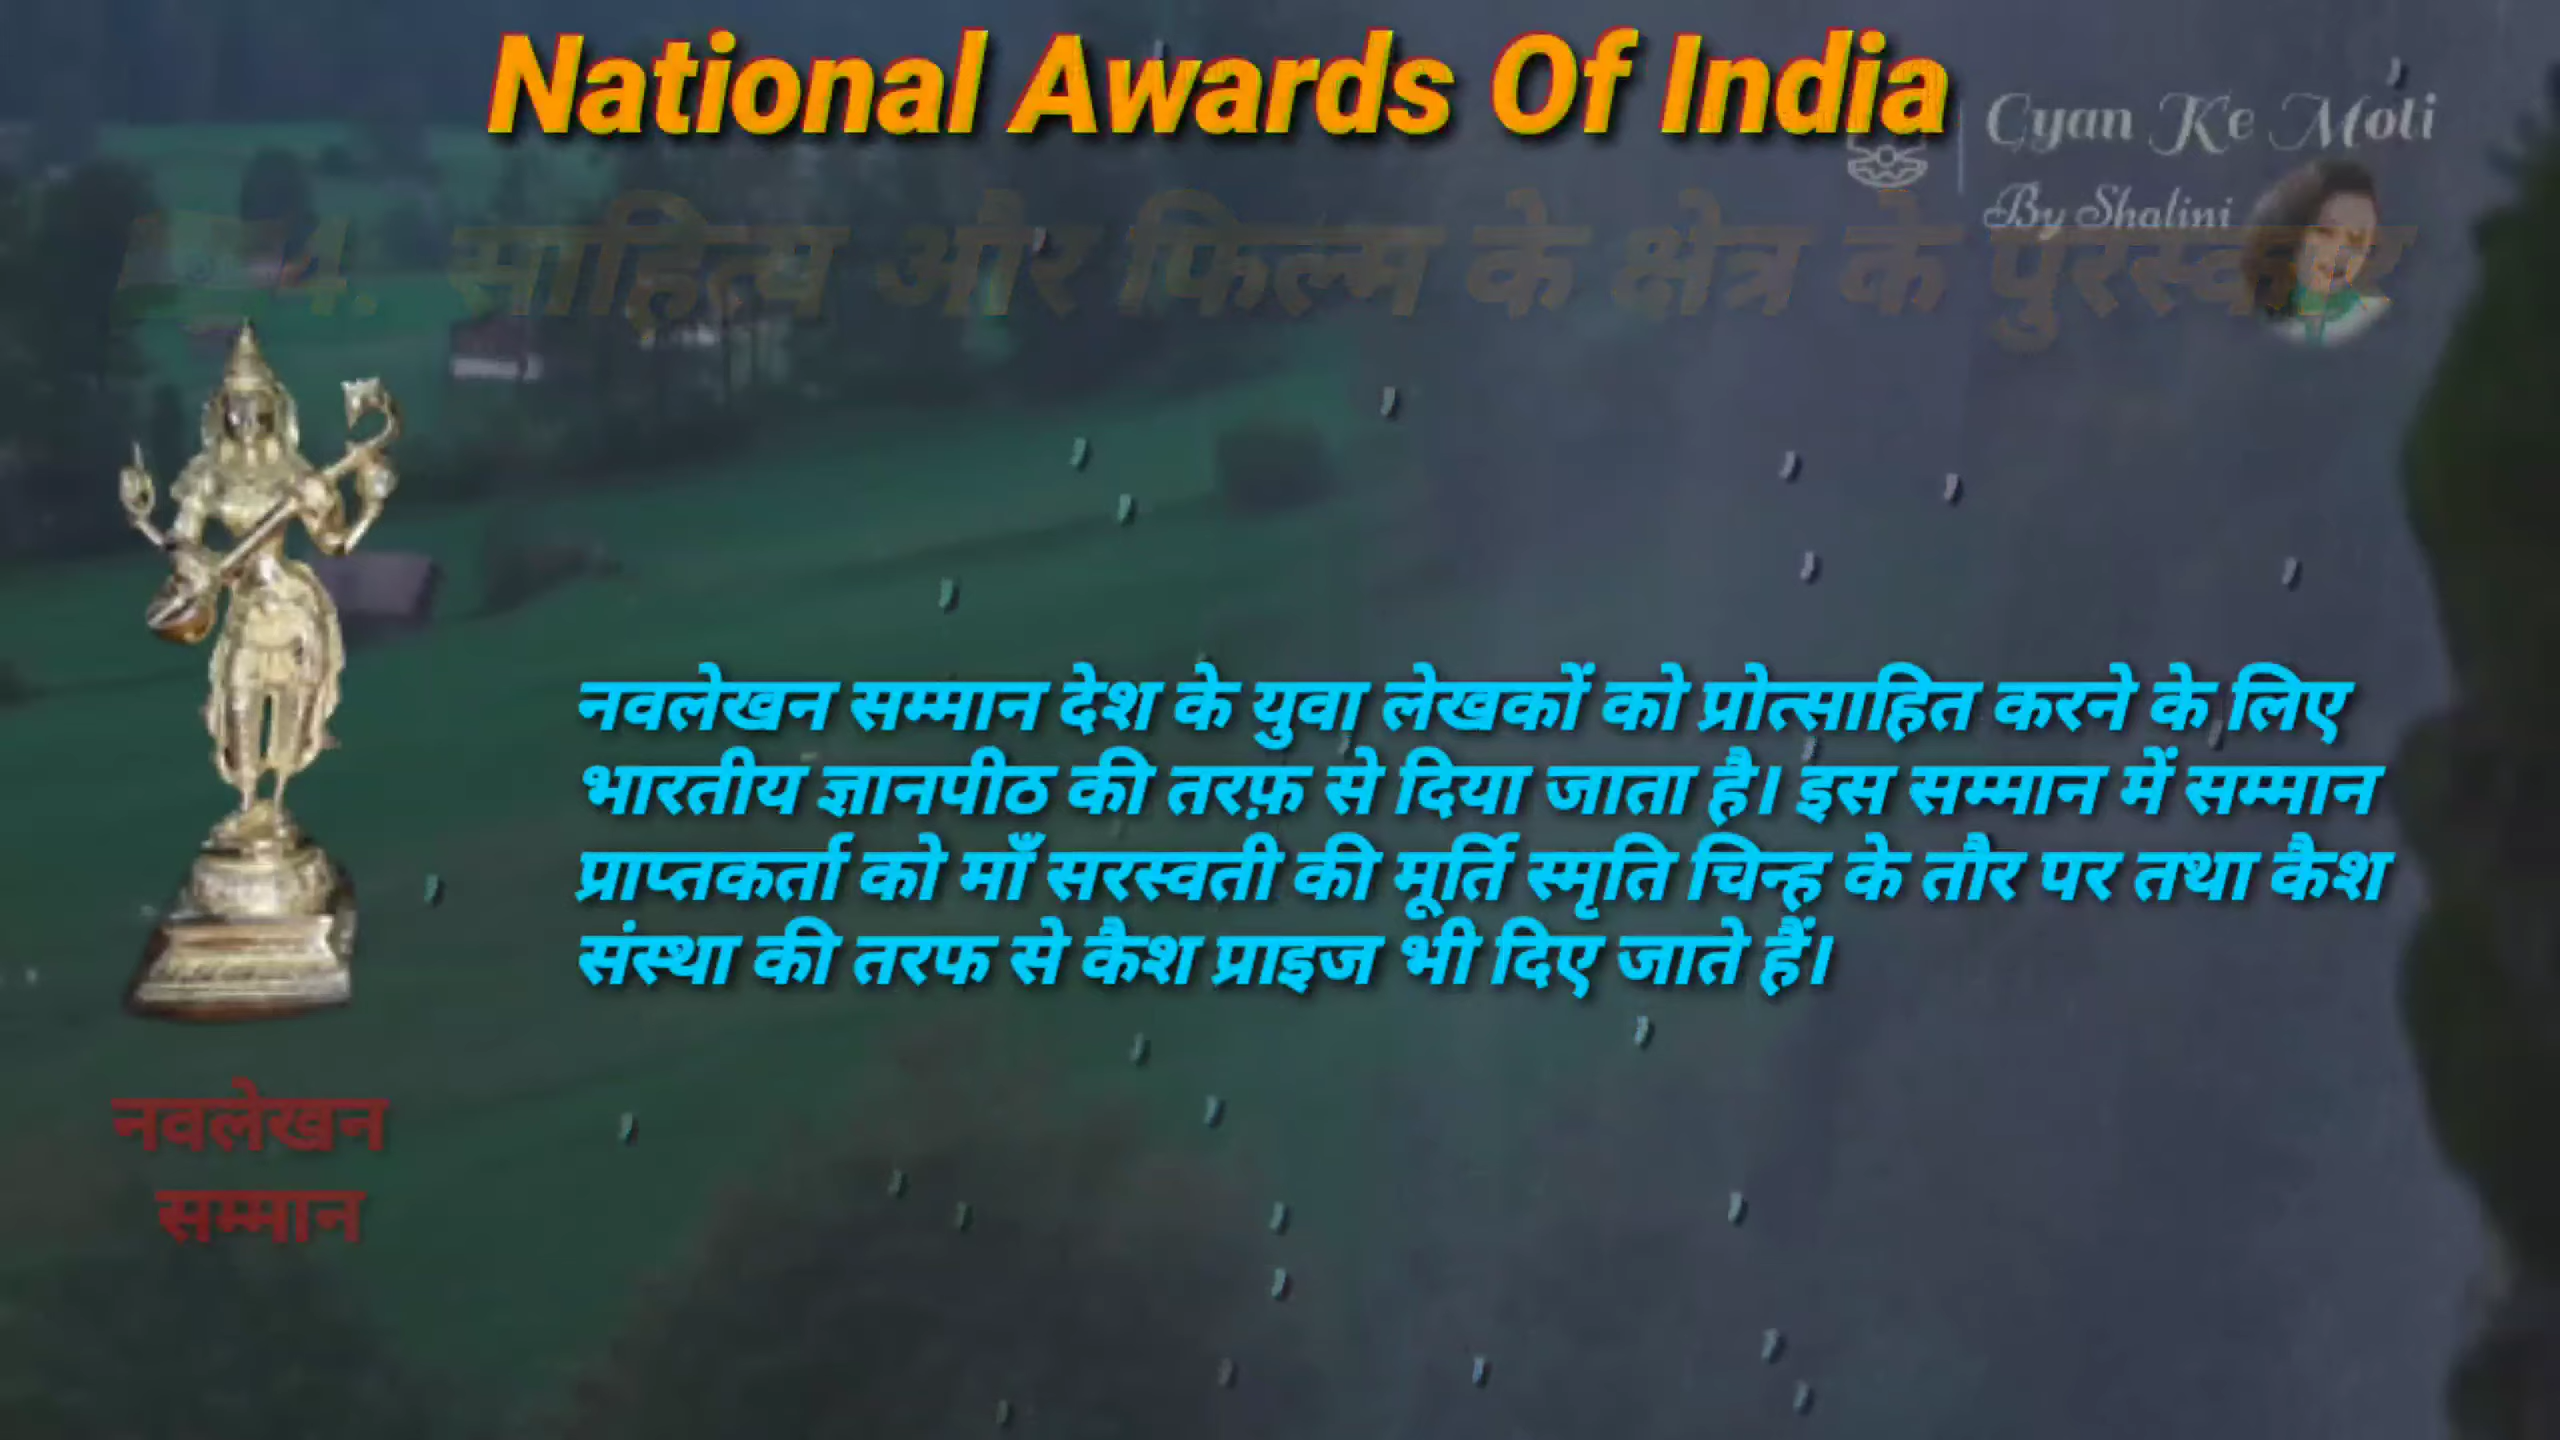 National Awards Of India
Gyan Ke Moti
By Shalini
4. साहित्य और फिल्म के क्षेत्र के पुरस्कार
नवलेखन सम्मान देश के युवा लेखकों को प्रोत्साहित करने के लिए
भारतीय ज्ञानपीठ की तरफ़ से दिया जाता है। इस सम्मान में सम्मान
प्राप्तकर्ता को माँ सरस्वती की मूर्ति स्मृति चिन्ह के तौर पर तथा कैश
संस्था की तरफ से कैश प्राइज भी दिए जाते हैं।
नवलेखन
सम्मान